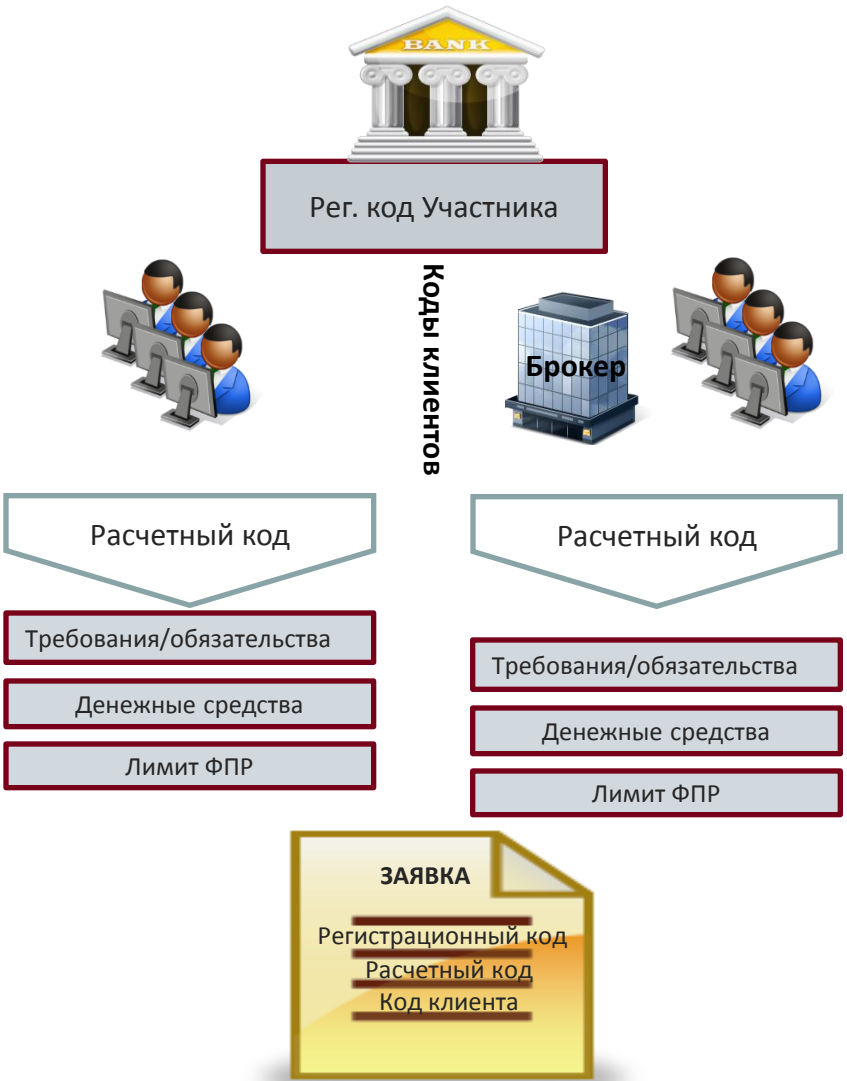 BANK
Рег. код Участника
Коды клиентов
Брокер
Расчетный код
Требования/обязательства
Денежные средства
Лимит ФПР
Расчетный код
Требования/обязательства
Денежные средства
Лимит ФПР
ЗАЯВКА
Регистрационный код
Расчетный код
Код клиента